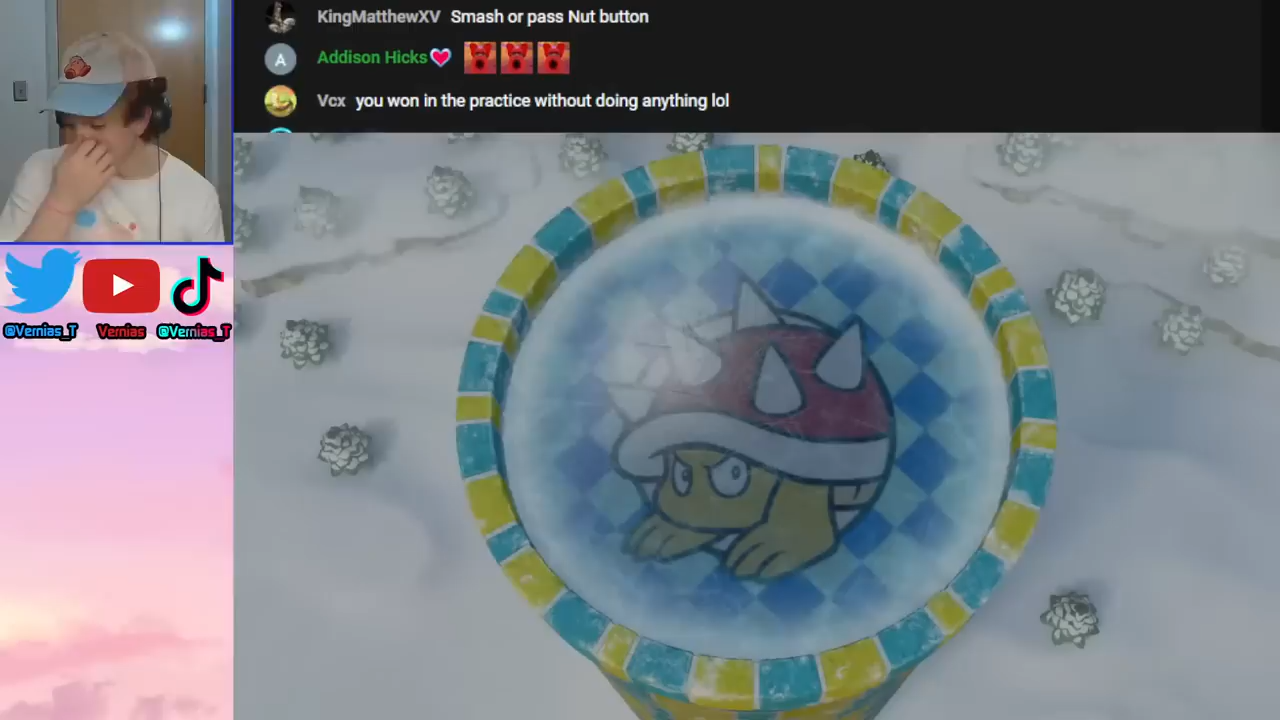 KingMatthewXV Smash or pass Nut button
A Addison Hicks
Vcx you won in the practice without doing anything lol
@Vernias_T Vernias @Vernias_T